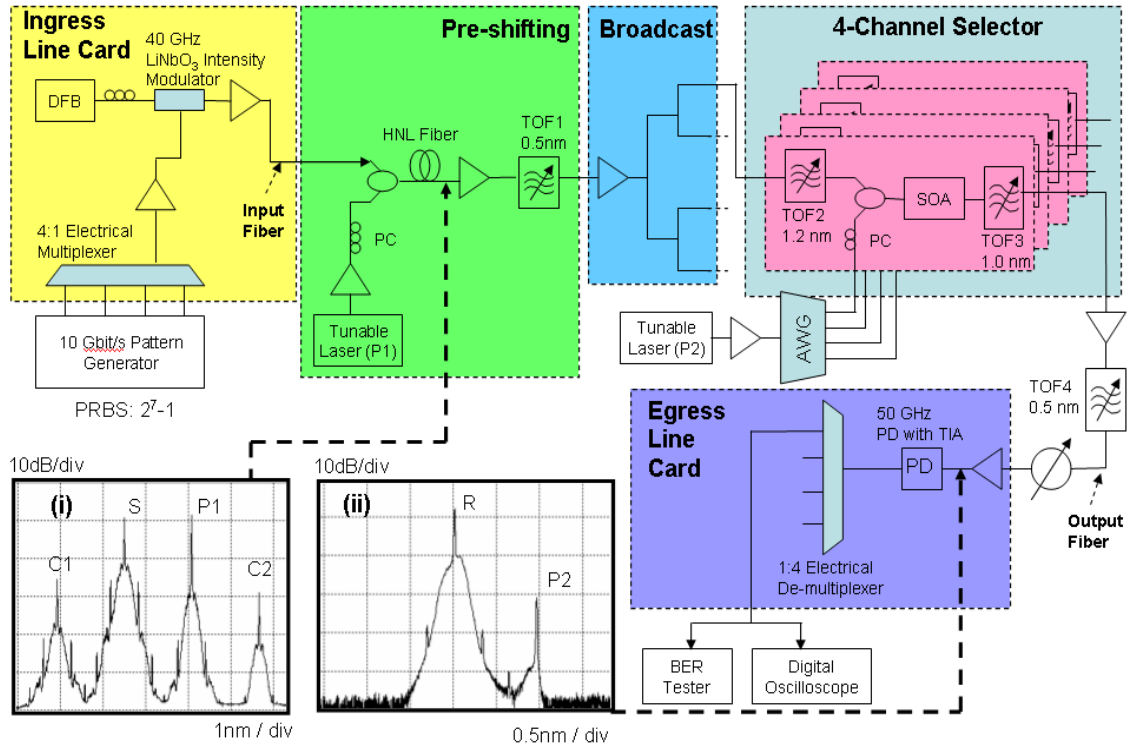 Ingress
Line Card
40 GHz
LiNbO3 Intensity
Modulator
DFB
Input
Fiber
4:1 Electrical
Multiplexer
10 Gbit/s Pattern
Generator
PRBS: 2^7-1
Pre-shifting
HNL Fiber
TOF1
0.5nm
PC
Tunable
Laser (P1)
Broadcast
4-Channel Selector
TOF2
1.2 nm
SOA
PC
TOF3
1.0 nm
Tunable
Laser (P2)
AWG
TOF4
0.5 nm
Output
Fiber
Egress
Line
Card
50 GHz
PD with TIA
PD
1:4 Electrical
De-multiplexer
BER
Tester
Digital
Oscilloscope
10dB/div
(i)
S
P1
C1
C2
1nm / div
10dB/div
(ii)
R
P2
0.5nm / div